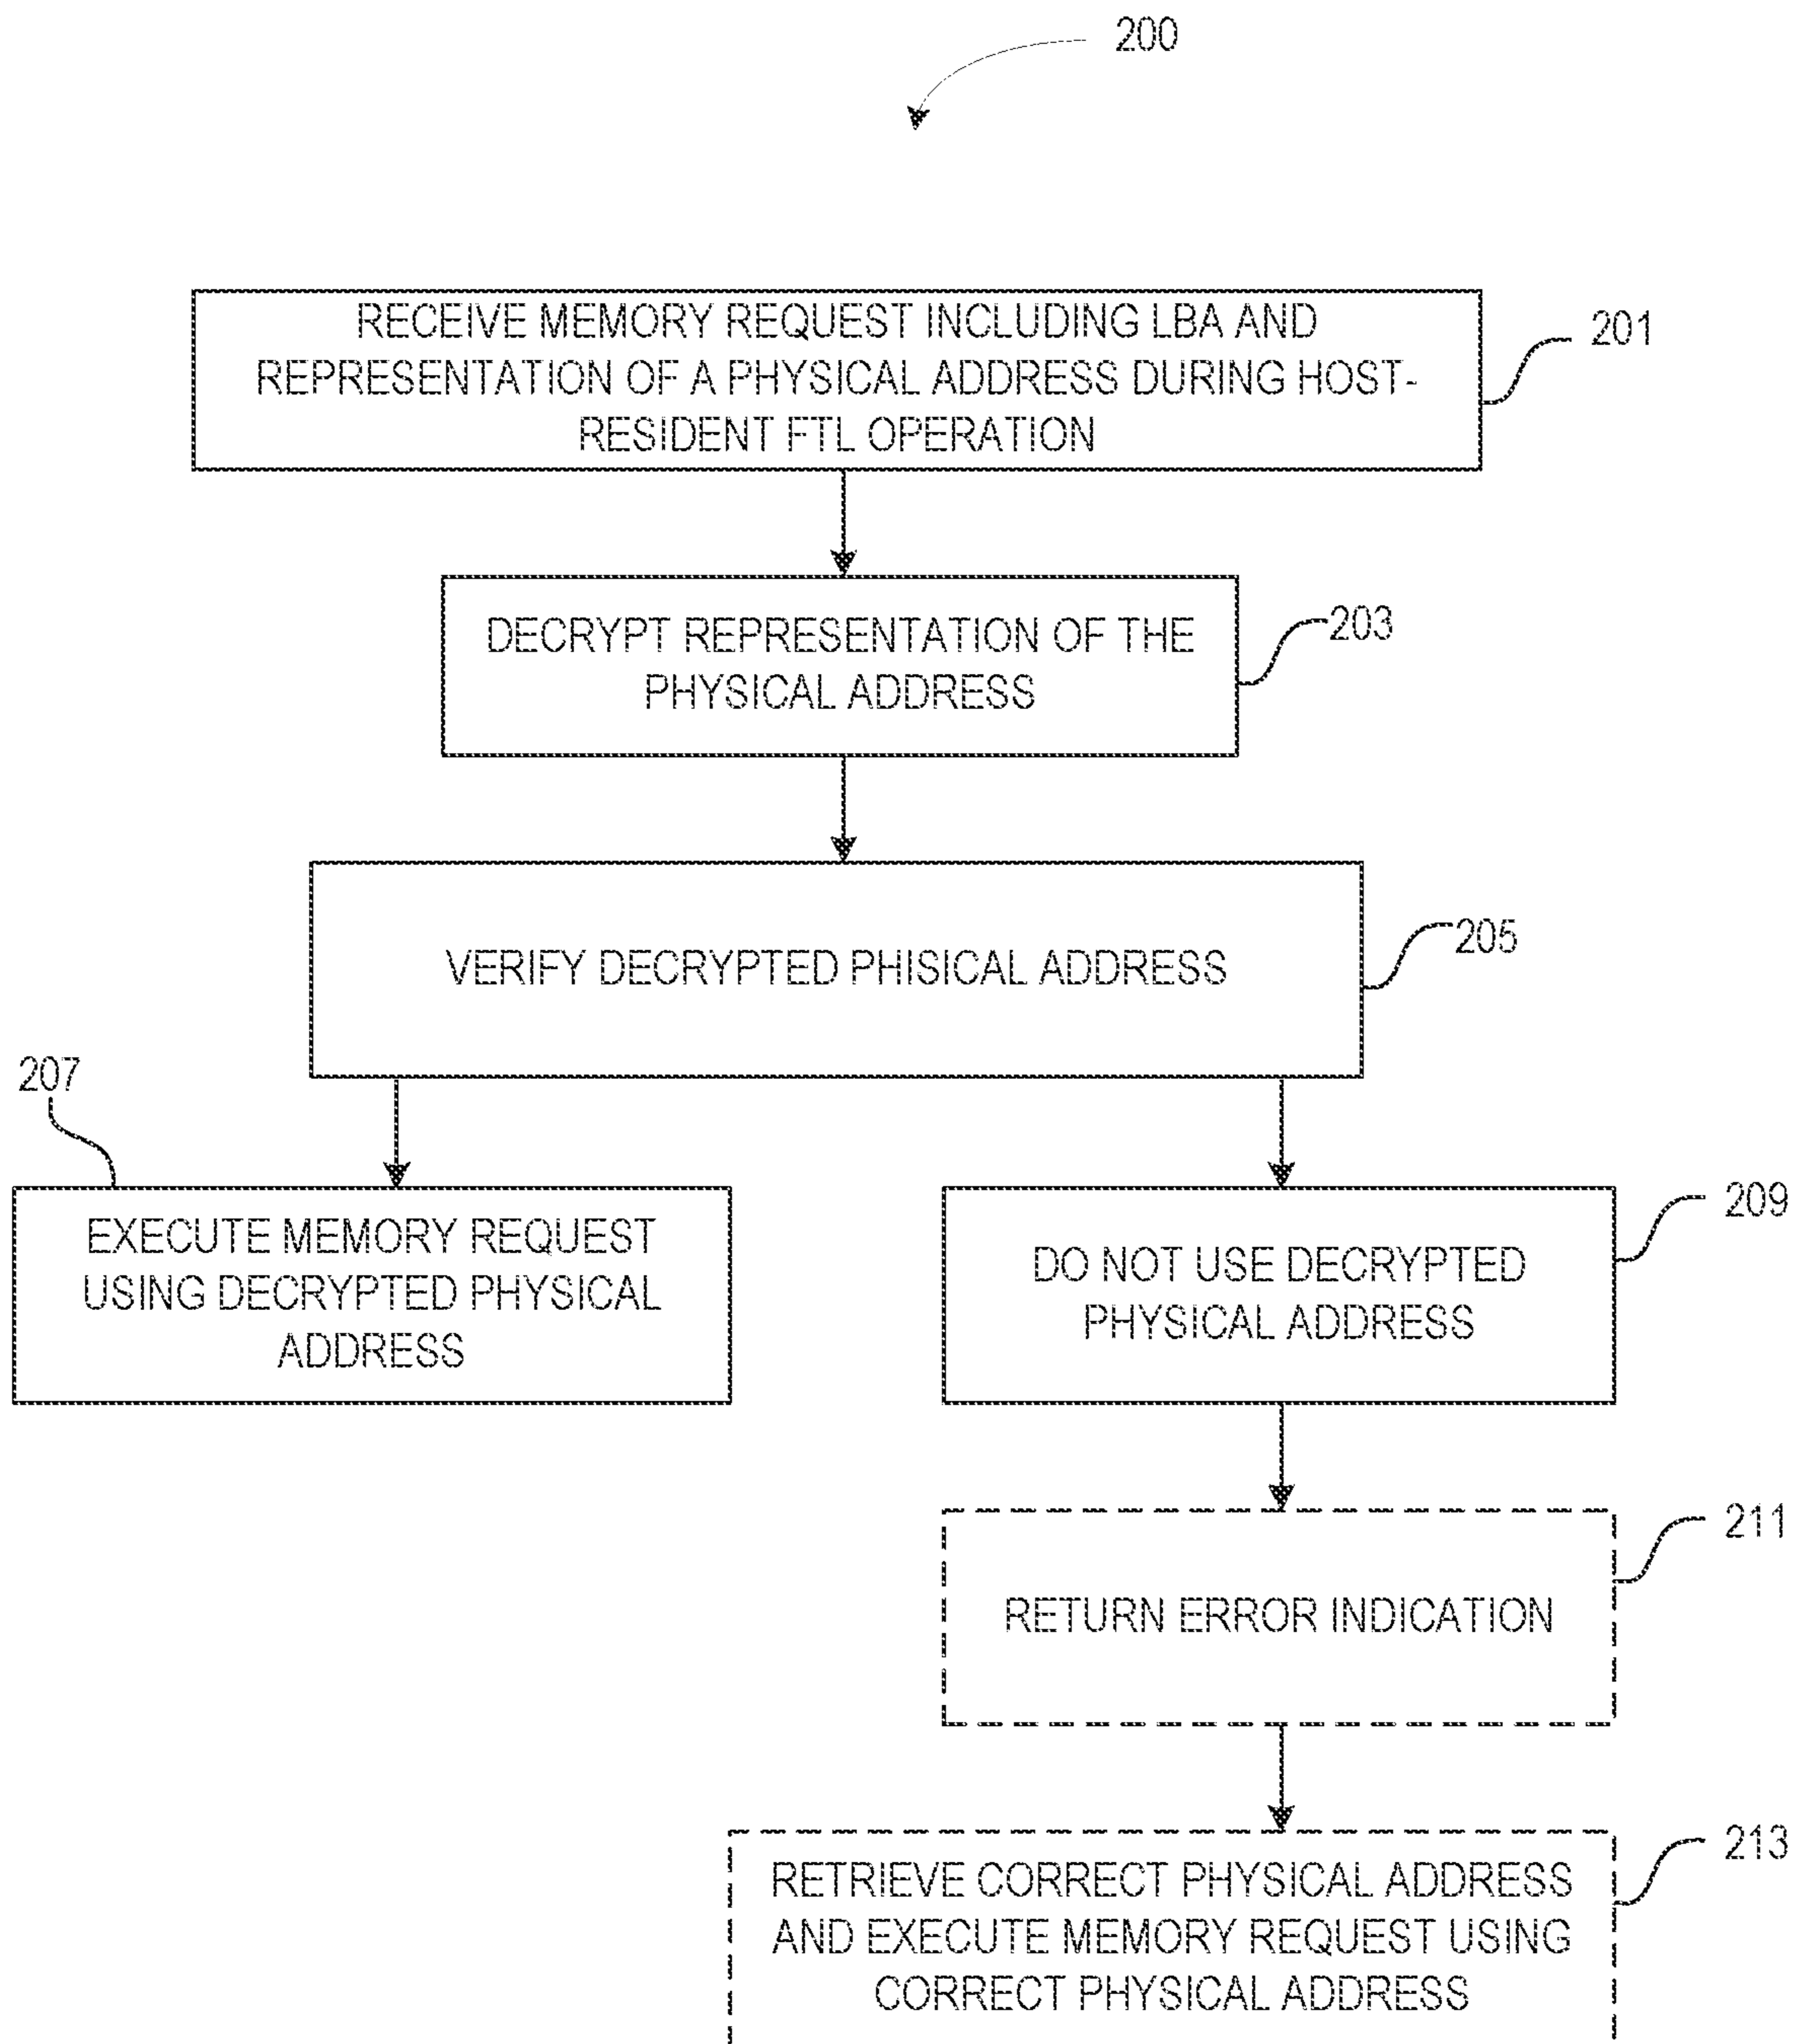 200
RECEIVE MEMORY REQUEST INCLUDING LBA AND
REPRESENTATION OF A PHYSICAL ADDRESS DURING HOST-
RESIDENT FTL OPERATION
201
DECRYPT REPRESENTATION OF THE
PHYSICAL ADDRESS
203
VERIFY DECRYPTED PHISICAL ADDRESS
205
207
EXECUTE MEMORY REQUEST
USING DECRYPTED PHYSICAL
ADDRESS
DO NOT USE DECRYPTED
PHYSICAL ADDRESS
209
RETURN ERROR INDICATION
211
RETRIEVE CORRECT PHYSICAL ADDRESS
AND EXECUTE MEMORY REQUEST USING
CORRECT PHYSICAL ADDRESS
213